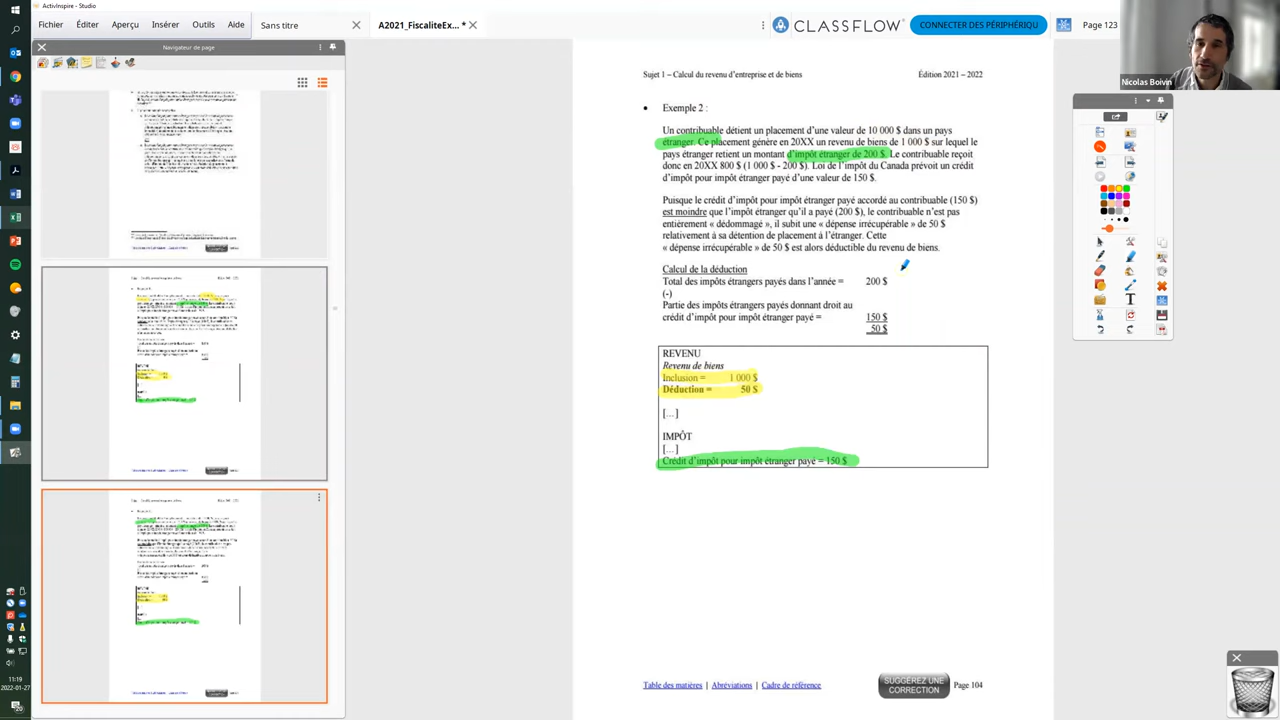 ActivInspire - Studio
Fichier Éditer Aperçu Insérer Outils Aide
Sans titre
A2021_FiscaliteEx... *
CLASSFLOW
CONNECTER DES PÉRIPHÉRIQU
Page 123
Navigateur de page
Nicolas Boivin
Sujet 1 – Calcul du revenu d'entreprise et de biens
Édition 2021 – 2022
• Exemple 2 :
Un contribuable détient un placement d'une valeur de 10 000 $ dans un pays
étranger. Ce placement génère en 20XX un revenu de biens de 1 000 $ sur lequel le
pays étranger retient un montant d'impôt étranger de 200 $. Le contribuable reçoit
donc en 20XX 800 $ (1 000 $ - 200 $). Loi de l'impôt du Canada prévoit un crédit
d'impôt pour impôt étranger payé d'une valeur de 150 $.
Puisque le crédit d'impôt pour impôt étranger payé accordé au contribuable (150 $)
est moindre que l'impôt étranger qu'il a payé (200 $), le contribuable n'est pas
entièrement « dédommagé », il subit une « dépense irrécupérable » de 50 $
relativement à sa détention de placement à l'étranger. Cette
« dépense irrécupérable » de 50 $ est alors déductible du revenu de biens.
Calcul de la déduction
Total des impôts étrangers payés dans l'année = 200 $
(-)
Partie des impôts étrangers payés donnant droit au
crédit d'impôt pour impôt étranger payé = 150 $
50 $
REVENU
Revenu de biens
Inclusion = 1 000 $
Déduction = 50 $
[...]
IMPÔT
[...]
Crédit d'impôt pour impôt étranger payé = 150 $
Table des matières | Abréviations | Cadre de référence
SUGGÉREZ UNE
CORRECTION
Page 104
2022-01-27